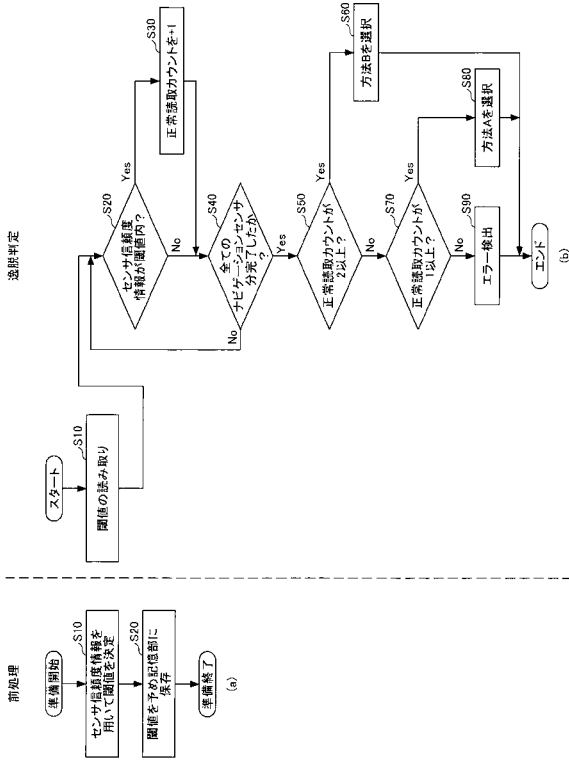 前処理
準備開始
S10
センサ信頼度情報を
用いて閾値を決定
S20
閾値を予め記憶部に
保存
準備終了
(a)
逸脱判定
スタート
S10
閾値の読み取り
S20
センサ信頼度
情報が閾値内?
Yes
No
S30
正常読取カウントを+1
S40
全ての
ナビゲーションセンサ
分完了したか
?
No
Yes
S50
正常読取カウントが
2以上?
Yes
No
S60
方法Bを選択
S70
正常読取カウントが
1以上?
Yes
No
S80
方法Aを選択
S90
エラー検出
エンド
(b)